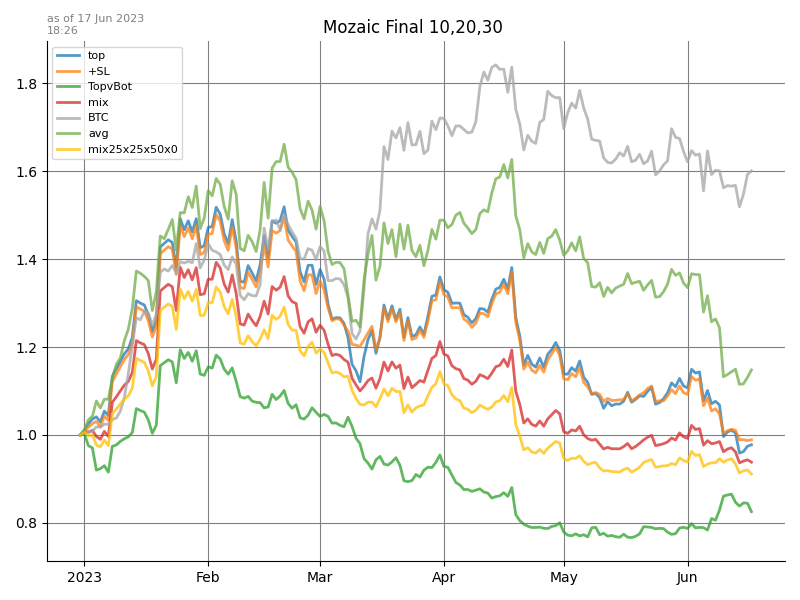 as of 17 Jun 2023
18:26
Mozaic Final 10,20,30
top
+SL
TopvBot
mix
BTC
avg
mix25x25x50x0
1.8
1.6
1.4
1.2
1.0
0.8
2023 Feb Mar Apr May Jun